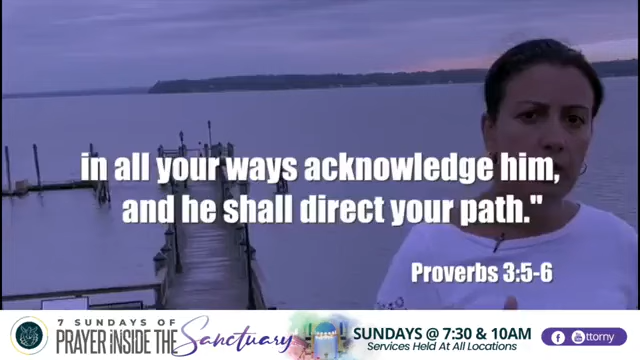 in all your ways acknowledge him,
and he shall direct your path."
Proverbs 3:5-6
7 SUNDAYS OF
PRAYER INSIDE THE Sanctuary
SUNDAYS @ 7:30 & 10AM
Services Held At All Locations
ttorny